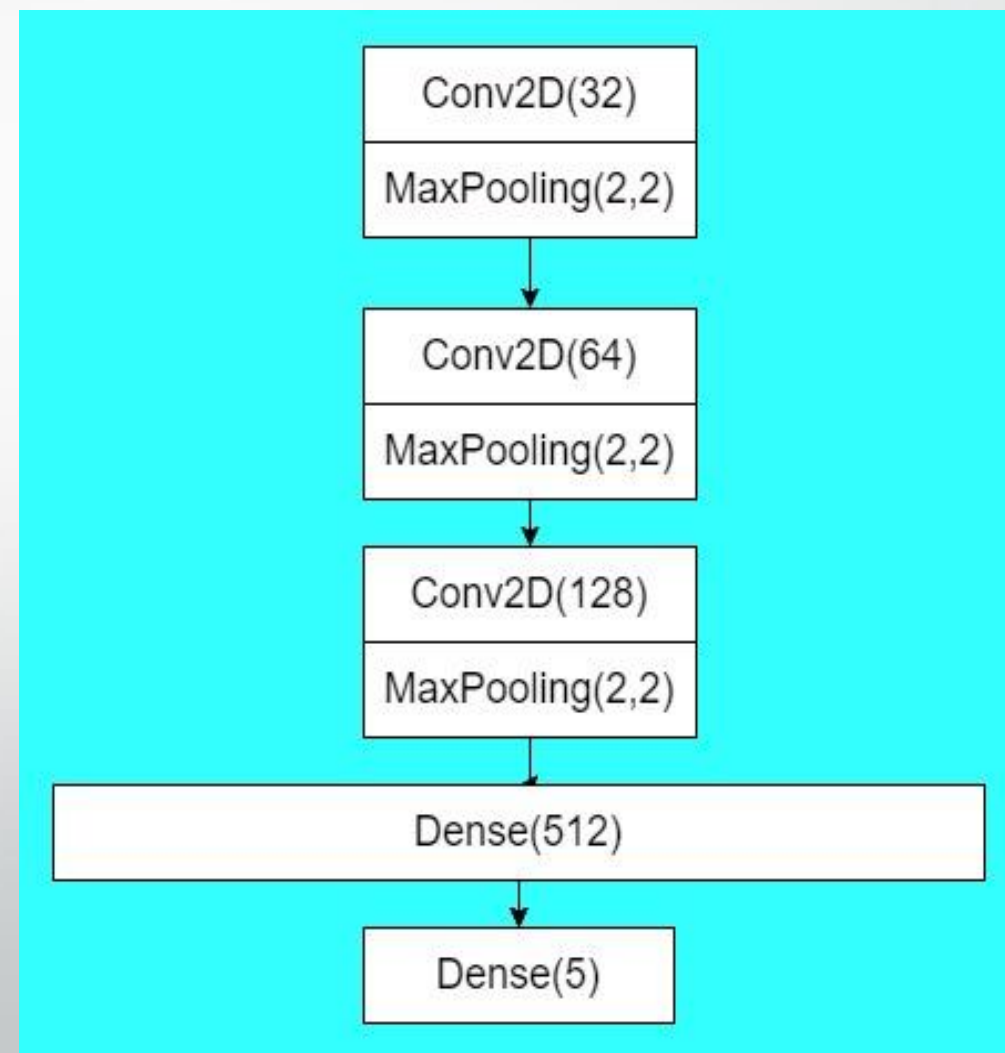 Conv2D(32)
MaxPooling(2,2)
Conv2D(64)
MaxPooling(2,2)
Conv2D(128)
MaxPooling(2,2)
Dense(512)
Dense(5)